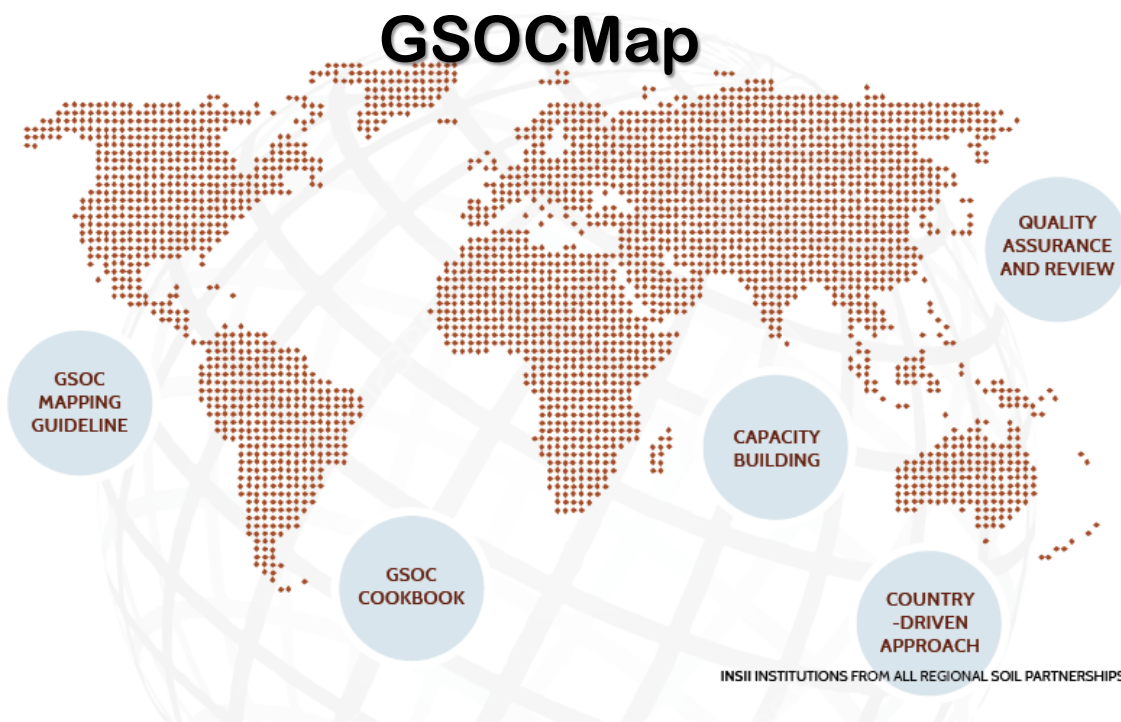 GSOCMap
QUALITY
ASSURANCE
AND REVIEW
GSOC
MAPPING
GUIDELINE
CAPACITY
BUILDING
GSOC
COOKBOOK
COUNTRY
-DRIVEN
APPROACH
INSII INSTITUTIONS FROM ALL REGIONAL SOIL PARTNERSHIPS